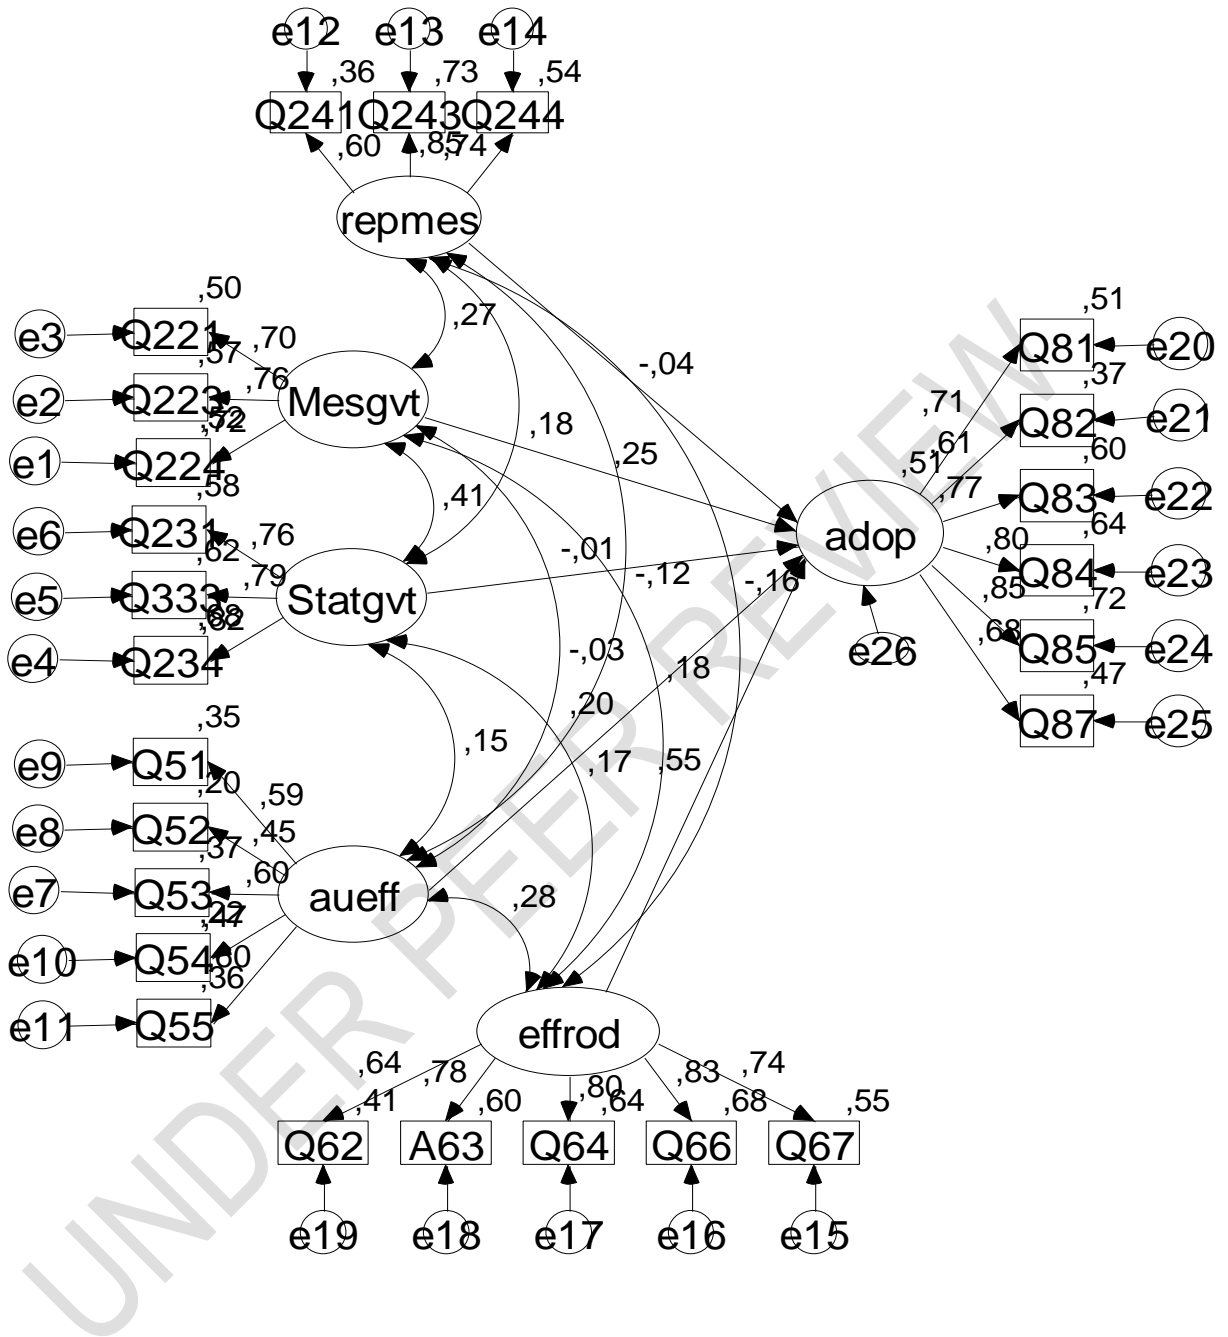 e12 e13 e14
,36 ,73 ,54
Q241 Q243 Q244
,60 ,85 ,74
repmes
,50
e3 Q221 ,70
,57
e2 Q223 ,76
Mesgvt
,52 ,72
e1 Q224
,58
e6 Q231 ,76
,62
e5 Q333 ,79
Statgvt
,68 ,82
e4 Q234
,35
e9 Q51 ,59
,20
e8 Q52 ,45
,37
e7 Q53 ,60
aueff
,22 ,47
e10 Q54 ,60
,36
e11 Q55
,27
,18
,41
-,04
,25
-,01
-,12
-,16
-,03
,18
,20
,15
,17
,55
,28
adop
e26
,51
,51
Q81 e20
,71 ,37
Q82 e21
,61 ,60
Q83 e22
,77 ,64
Q84 e23
,80 ,72
Q85 e24
,85 ,47
Q87 e25
,68
effrod
,64 ,78 ,80 ,83 ,74
,41 ,60 ,64 ,68 ,55
Q62 A63 Q64 Q66 Q67
e19 e18 e17 e16 e15
UNDER PEER REVIEW